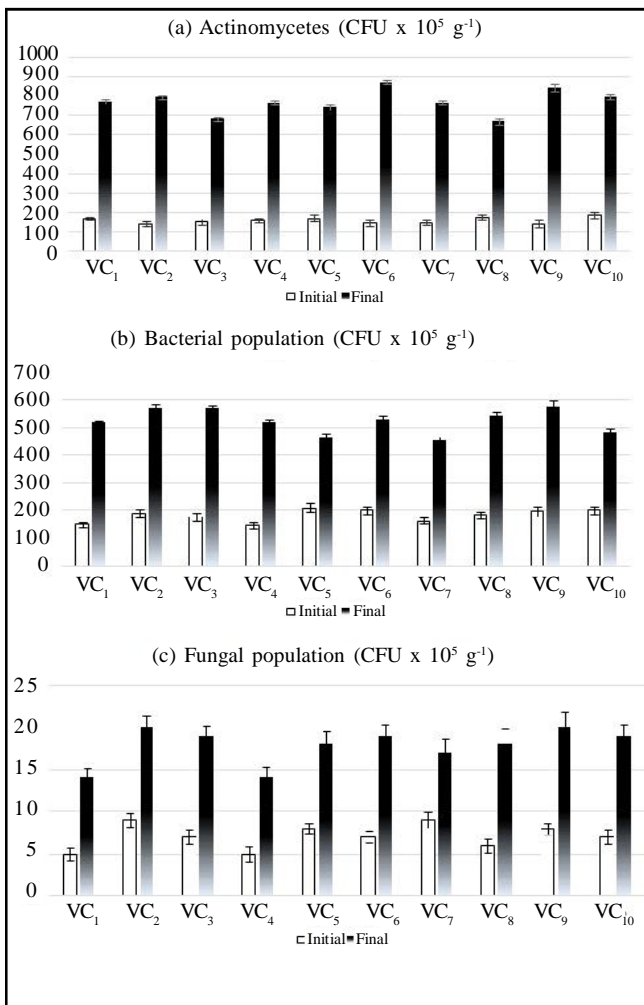 (a) Actinomycetes (CFU x 10⁵ g⁻¹)
1000
900
800
700
600
500
400
300
200
100
0
VC₁ VC₂ VC₃ VC₄ VC₅ VC₆ VC₇ VC₈ VC₉ VC₁₀
Initial Final
(b) Bacterial population (CFU x 10⁵ g⁻¹)
700
600
500
400
300
200
100
0
VC₁ VC₂ VC₃ VC₄ VC₅ VC₆ VC₇ VC₈ VC₉ VC₁₀
Initial Final
(c) Fungal population (CFU x 10⁵ g⁻¹)
25
20
15
10
5
0
VC₁ VC₂ VC₃ VC₄ VC₅ VC₆ VC₇ VC₈ VC₉ VC₁₀
Initial Final